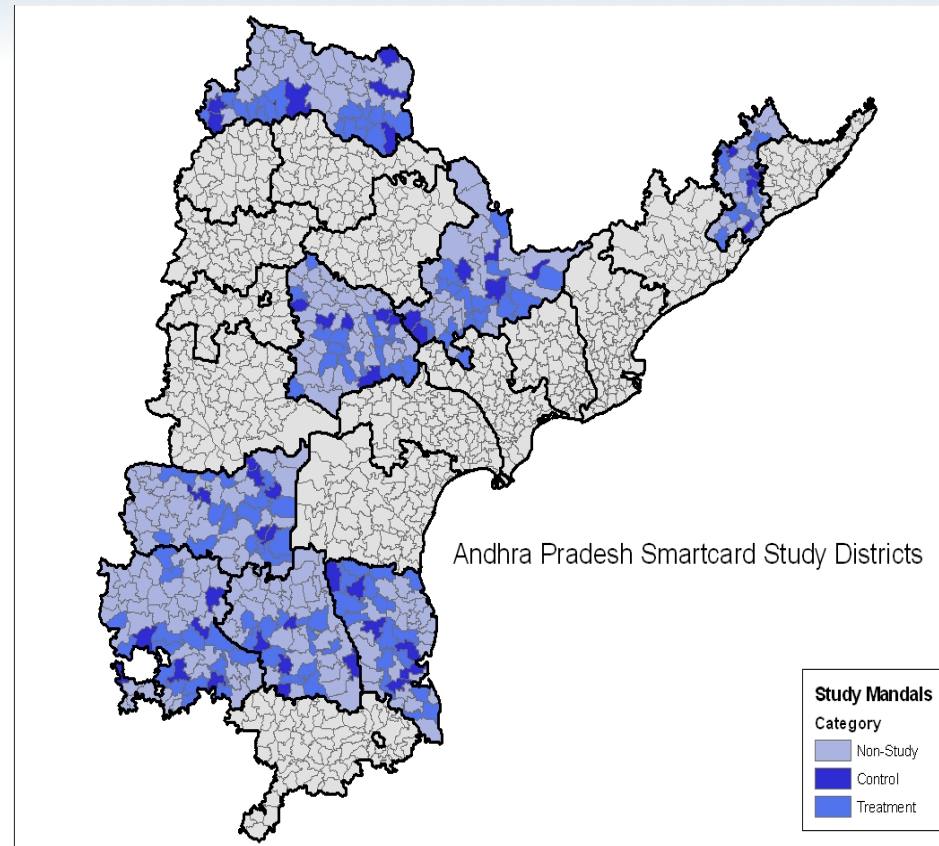 Andhra Pradesh Smartcard Study Districts
Study Mandals
Category
Non-Study
Control
Treatment